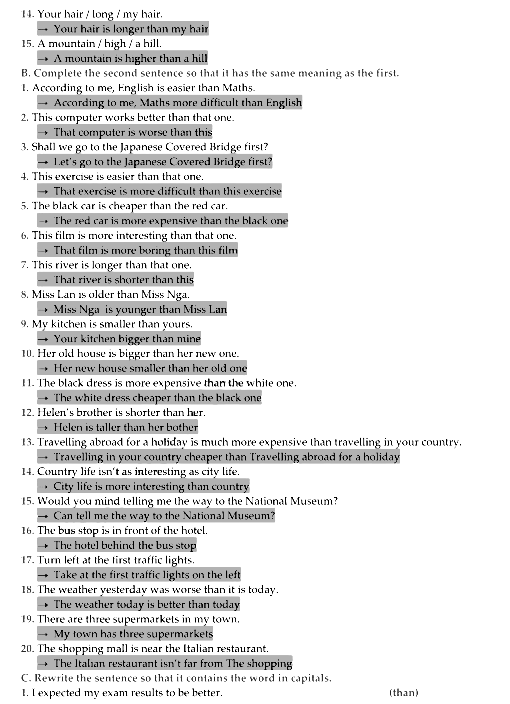 14. Your hair / long / my hair.
→ Your hair is longer than my hair
15. A mountain / high / a hill.
→ A mountain is higher than a hill
B. Complete the second sentence so that it has the same meaning as the first.
1. According to me, English is easier than Maths.
→ According to me, Maths more difficult than English
2. This computer works better than that one.
→ That computer is worse than this
3. Shall we go to the Japanese Covered Bridge first?
→ Let's go to the Japanese Covered Bridge first?
4. This exercise is easier than that one.
→ That exercise is more difficult than this exercise
5. The black car is cheaper than the red car.
→ The red car is more expensive than the black one
6. This film is more interesting than that one.
→ That film is more boring than this film
7. This river is longer than that one.
→ That river is shorter than this
8. Miss Lan is older than Miss Nga.
→ Miss Nga is younger than Miss Lan
9. My kitchen is smaller than yours.
→ Your kitchen bigger than mine
10. Her old house is bigger than her new one.
→ Her new house smaller than her old one
11. The black dress is more expensive than the white one.
→ The white dress cheaper than the black one
12. Helen's brother is shorter than her.
→ Helen is taller than her bother
13. Travelling abroad for a holiday is much more expensive than travelling in your country.
→ Travelling in your country cheaper than Travelling abroad for a holiday
14. Country life isn't as interesting as city life.
→ City life is more interesting than country
15. Would you mind telling me the way to the National Museum?
→ Can tell me the way to the National Museum?
16. The bus stop is in front of the hotel.
→ The hotel behind the bus stop
17. Turn left at the first traffic lights.
→ Take at the first traffic lights on the left
18. The weather yesterday was worse than it is today.
→ The weather today is better than today
19. There are three supermarkets in my town.
→ My town has three supermarkets
20. The shopping mall is near the Italian restaurant.
→ The Italian restaurant isn't far from The shopping
C. Rewrite the sentence so that it contains the word in capitals.
1. I expected my exam results to be better. (than)